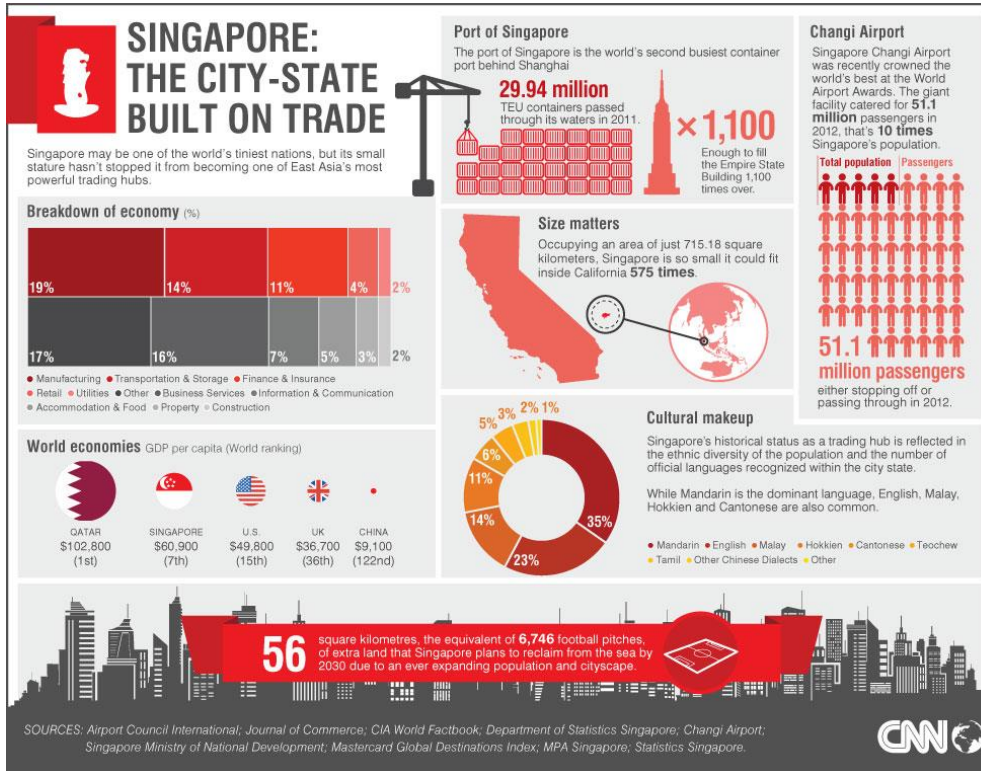 SINGAPORE:
THE CITY-STATE
BUILT ON TRADE
Singapore may be one of the world's tiniest nations, but its small
stature hasn't stopped it from becoming one of East Asia's most
powerful trading hubs.
Breakdown of economy (%)
19% 14% 11% 4% 2%
17% 16% 7% 5% 3% 2%
Manufacturing Transportation & Storage Finance & Insurance
Retail Utilities Other Business Services Information & Communication
Accommodation & Food Property Construction
World economies GDP per capita (World ranking)
QATAR
$102,800
(1st)
SINGAPORE
$60,900
(7th)
U.S.
$49,800
(15th)
UK
$36,700
(36th)
CHINA
$9,100
(122nd)
Port of Singapore
The port of Singapore is the world's second busiest container
port behind Shanghai
29.94 million
TEU containers passed
through its waters in 2011.
×1,100
Enough to fill
the Empire State
Building 1,100
times over.
Size matters
Occupying an area of just 715.18 square
kilometers, Singapore is so small it could fit
inside California 575 times.
Changi Airport
Singapore Changi Airport
was recently crowned the
world's best at the World
Airport Awards. The giant
facility catered for 51.1
million passengers in
2012, that's 10 times
Singapore's population.
Total population Passengers
51.1
million passengers
either stopping off or
passing through in 2012.
5% 3% 2% 1%
6%
11%
14%
23%
35%
Cultural makeup
Singapore's historical status as a trading hub is reflected in
the ethnic diversity of the population and the number of
official languages recognized within the city state.
While Mandarin is the dominant language, English, Malay,
Hokkien and Cantonese are also common.
Mandarin English Malay Hokkien Cantonese Teochew
Tamil Other Chinese Dialects Other
56
square kilometres, the equivalent of 6,746 football pitches,
of extra land that Singapore plans to reclaim from the sea by
2030 due to an ever expanding population and cityscape.
SOURCES: Airport Council International; Journal of Commerce; CIA World Factbook; Department of Statistics Singapore; Changi Airport;
Singapore Ministry of National Development; Mastercard Global Destinations Index; MPA Singapore; Statistics Singapore.
CNN